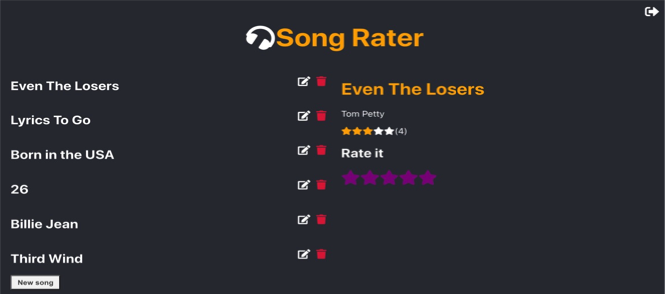 Song Rater
Even The Losers
Lyrics To Go
Born in the USA
26
Billie Jean
Third Wind
New song
Even The Losers
Tom Petty
(4)
Rate it